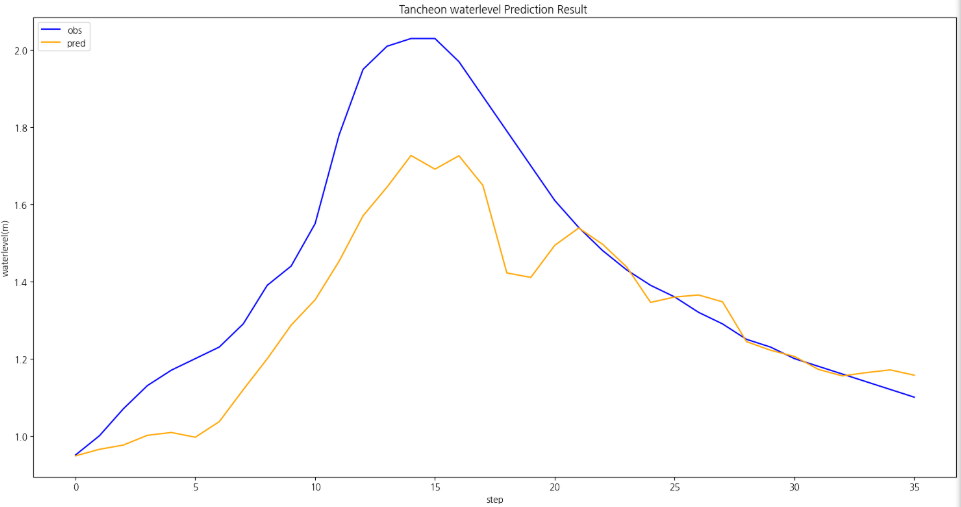 Tancheon waterlevel Prediction Result
obs
pred
2.0
1.8
1.6
1.4
1.2
1.0
waterlevel(m)
0 5 10 15 20 25 30 35
step